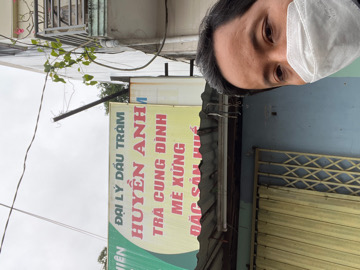 ĐẠI LÝ DẦU TRÀM
HUYỀN ANH
TRÀ CUNG ĐÌNH
MÈ XỬNG
ĐẶC SẢN HUẾ